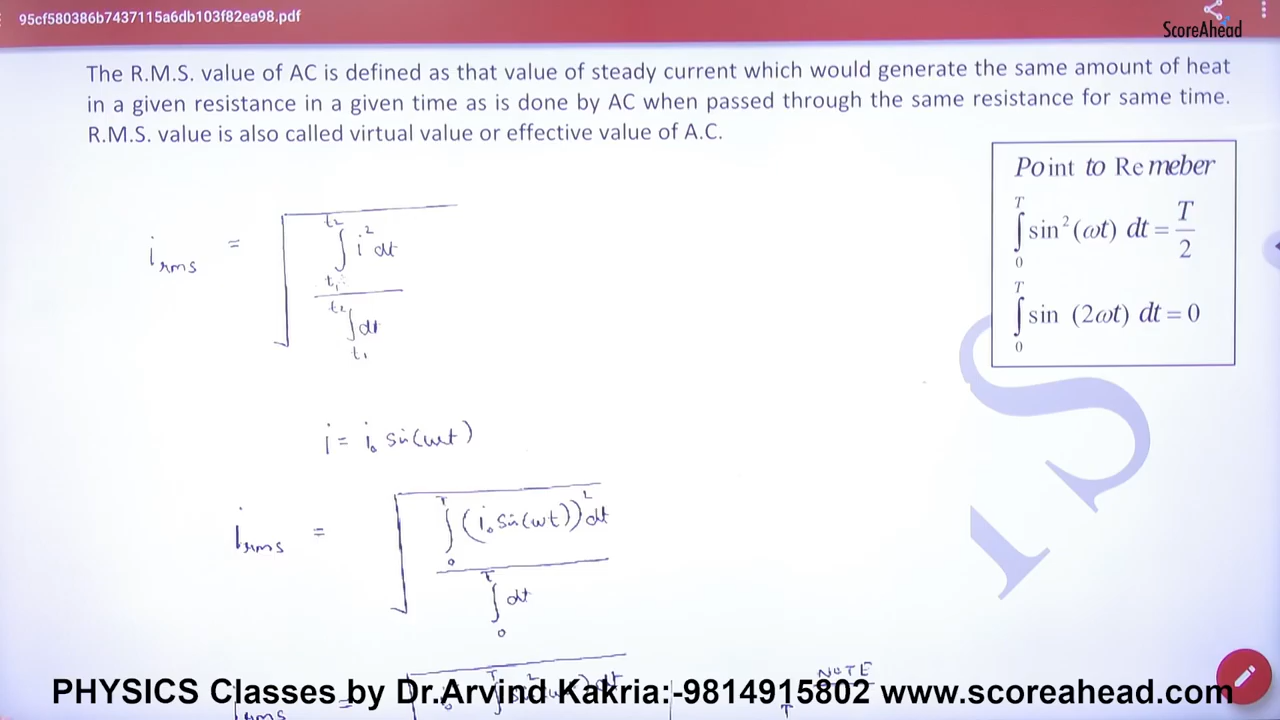 95cf580386b7437115a6db103f82ea98.pdf
ScoreAhead
The R.M.S. value of AC is defined as that value of steady current which would generate the same amount of heat
in a given resistance in a given time as is done by AC when passed through the same resistance for same time.
R.M.S. value is also called virtual value or effective value of A.C.
Point to Remeber
∫₀ᵀ sin²(ωt) dt = T/2
∫₀ᵀ sin (2ωt) dt = 0
i_rms = √(∫_{t₁}^{t₂} i² dt / ∫_{t₁}^{t₂} dt)
i = i₀ sin(ωt)
i_rms = √(∫₀ᵀ (i₀ sin(ωt))² dt / ∫₀ᵀ dt)
NOTE
PHYSICS Classes by Dr.Arvind Kakria:-9814915802 www.scoreahead.com